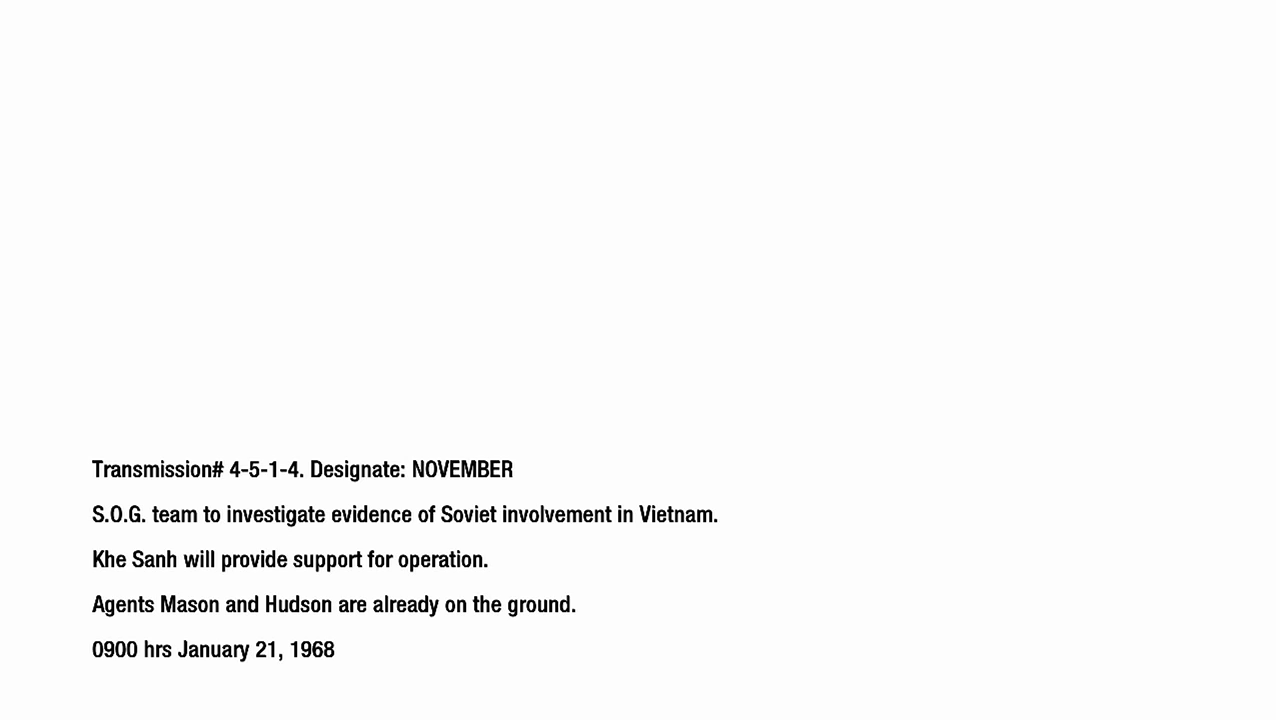 Transmission# 4-5-1-4. Designate: NOVEMBER
S.O.G. team to investigate evidence of Soviet involvement in Vietnam.
Khe Sanh will provide support for operation.
Agents Mason and Hudson are already on the ground.
0900 hrs January 21, 1968